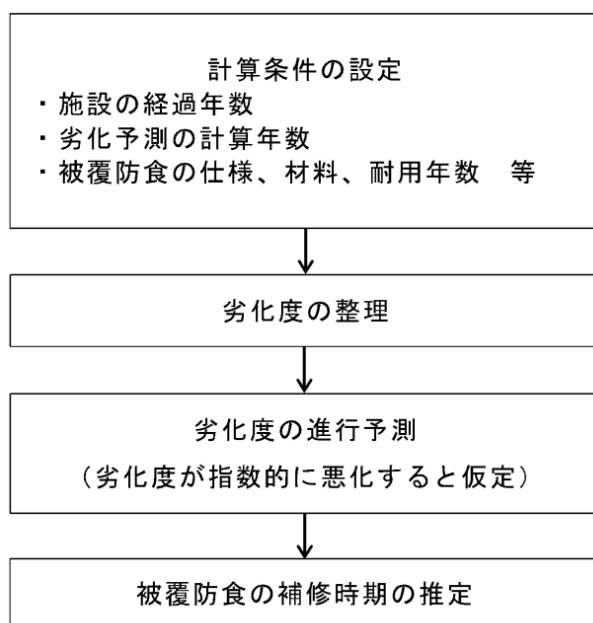 計算条件の設定
・施設の経過年数
・劣化予測の計算年数
・被覆防食の仕様、材料、耐用年数　等
劣化度の整理
劣化度の進行予測
（劣化度が指数的に悪化すると仮定）
被覆防食の補修時期の推定